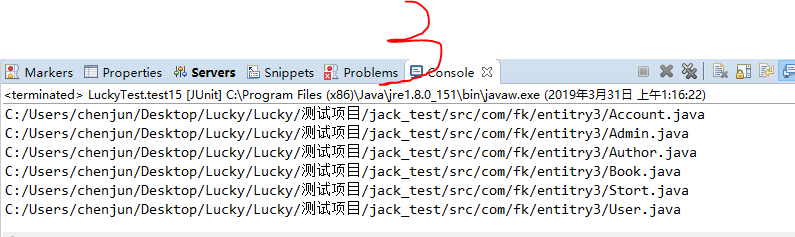 3
Markers Properties Servers Snippets Problems Console
<terminated> LuckyTest.test15 [JUnit] C:\Program Files (x86)\Java\jre1.8.0_151\bin\javaw.exe (2019年3月31日 上午1:16:22)
C:/Users/chenjun/Desktop/Lucky/Lucky/测试项目/jack_test/src/com/fk/entitry3/Account.java
C:/Users/chenjun/Desktop/Lucky/Lucky/测试项目/jack_test/src/com/fk/entitry3/Admin.java
C:/Users/chenjun/Desktop/Lucky/Lucky/测试项目/jack_test/src/com/fk/entitry3/Author.java
C:/Users/chenjun/Desktop/Lucky/Lucky/测试项目/jack_test/src/com/fk/entitry3/Book.java
C:/Users/chenjun/Desktop/Lucky/Lucky/测试项目/jack_test/src/com/fk/entitry3/Stort.java
C:/Users/chenjun/Desktop/Lucky/Lucky/测试项目/jack_test/src/com/fk/entitry3/User.java